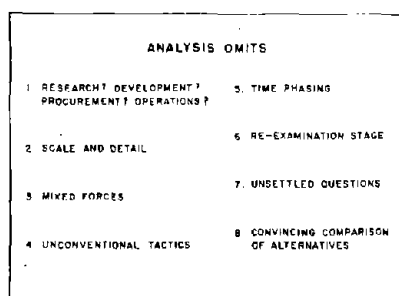 ANALYSIS OMITS
1 RESEARCH? DEVELOPMENT?
PROCUREMENT? OPERATIONS?
2 SCALE AND DETAIL
3 MIXED FORCES
4 UNCONVENTIONAL TACTICS
5. TIME PHASING
6 RE-EXAMINATION STAGE
7. UNSETTLED QUESTIONS
8 CONVINCING COMPARISON
OF ALTERNATIVES